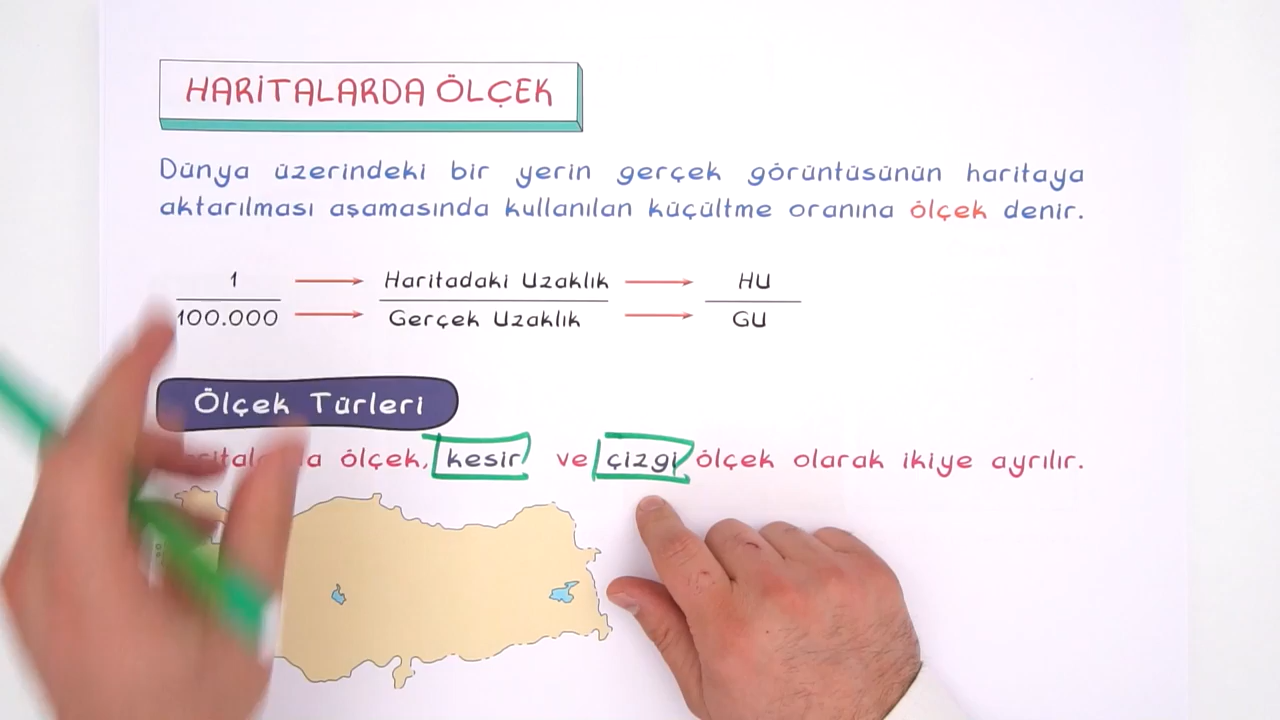 HARİTALARDA ÖLÇEK
Dünya üzerindeki bir yerin gerçek görüntüsünün haritaya
aktarılması aşamasında kullanılan küçültme oranına ölçek denir.
1 Haritadaki Uzaklık HU
100.000 Gerçek Uzaklık GU
Ölçek Türleri
ölçek, kesir ve çizgi ölçek olarak ikiye ayrılır.